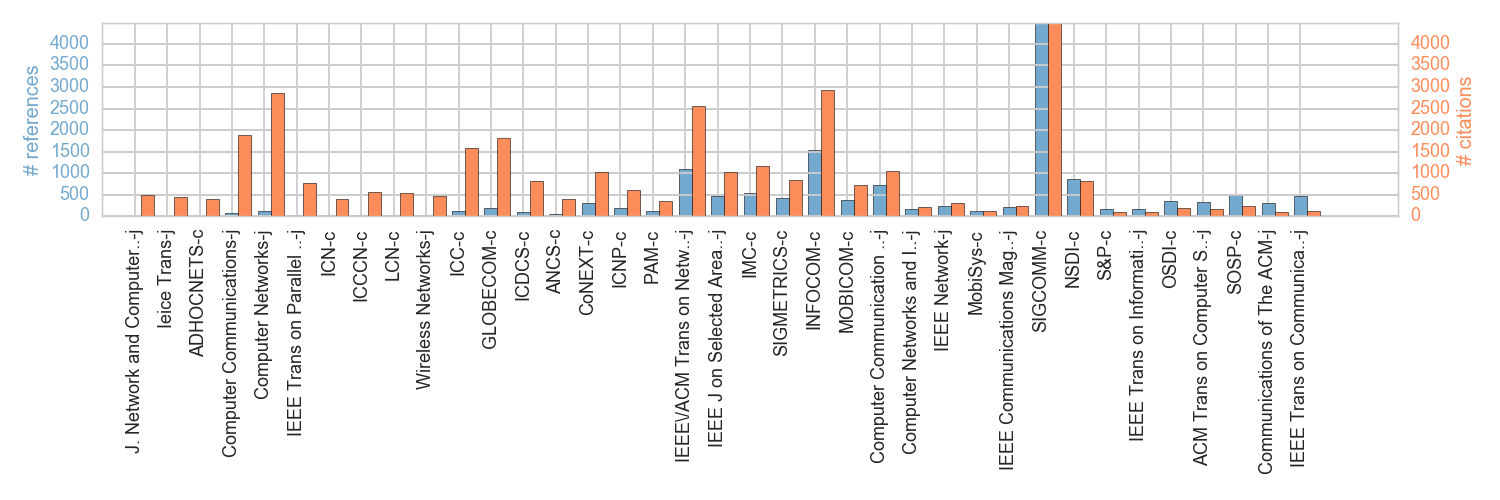 # references
4000
3500
3000
2500
2000
1500
1000
500
0
4000
3500
3000
2500
2000
1500
1000
500
0
# citations
J. Network and Computer..-j
Ieice Trans-j
ADHOCNETS-c
Computer Communications-j
Computer Networks-j
IEEE Trans on Parallel ..-j
ICN-c
ICCCN-c
LCN-c
Wireless Networks-j
ICC-c
GLOBECOM-c
ICDCS-c
ANCS-c
CoNEXT-c
ICNP-c
PAM-c
IEEE\/ACM Trans on Netw..-j
IEEE J on Selected Area..-j
IMC-c
SIGMETRICS-c
INFOCOM-c
MOBICOM-c
Computer Communication ..-j
Computer Networks and I..-j
IEEE Network-j
MobiSys-c
IEEE Communications Mag..-j
SIGCOMM-c
NSDI-c
S&P-c
IEEE Trans on Informati..-j
OSDI-c
ACM Trans on Computer S..-j
SOSP-c
Communications of The ACM-j
IEEE Trans on Communica..-j